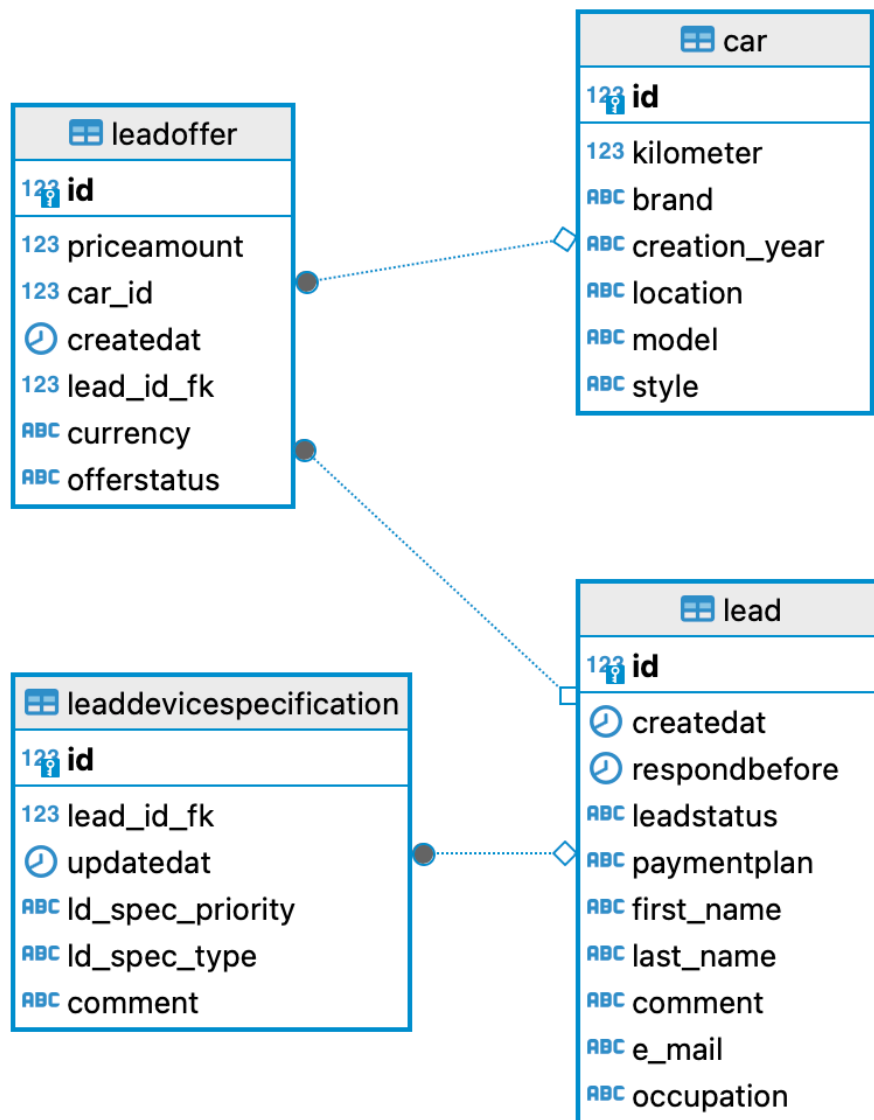 car
123 id
123 kilometer
ABC brand
ABC creation_year
ABC location
ABC model
ABC style
leadoffer
123 id
123 priceamount
123 car_id
createdat
123 lead_id_fk
ABC currency
ABC offerstatus
lead
123 id
createdat
respondbefore
ABC leadstatus
ABC paymentplan
ABC first_name
ABC last_name
ABC comment
ABC e_mail
ABC occupation
leaddevicespecification
123 id
123 lead_id_fk
updatedat
ABC ld_spec_priority
ABC ld_spec_type
ABC comment